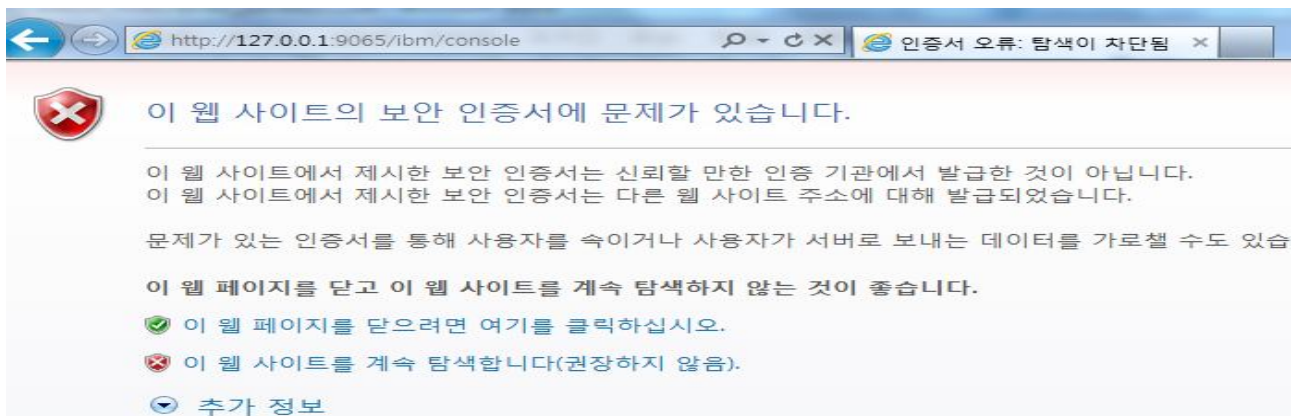 http://127.0.0.1:9065/ibm/console
인증서 오류: 탐색이 차단됨
이 웹 사이트의 보안 인증서에 문제가 있습니다.
이 웹 사이트에서 제시한 보안 인증서는 신뢰할 만한 인증 기관에서 발급한 것이 아닙니다.
이 웹 사이트에서 제시한 보안 인증서는 다른 웹 사이트 주소에 대해 발급되었습니다.
문제가 있는 인증서를 통해 사용자를 속이거나 사용자가 서버로 보내는 데이터를 가로챌 수도 있습
이 웹 페이지를 닫고 이 웹 사이트를 계속 탐색하지 않는 것이 좋습니다.
이 웹 페이지를 닫으려면 여기를 클릭하십시오.
이 웹 사이트를 계속 탐색합니다(권장하지 않음).
추가 정보